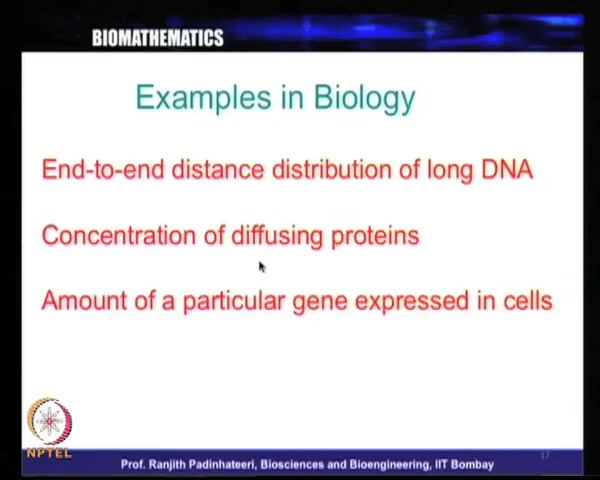 BIOMATHEMATICS
Examples in Biology
End-to-end distance distribution of long DNA
Concentration of diffusing proteins
Amount of a particular gene expressed in cells
NPTEL
17
Prof. Ranjith Padinhateeri, Biosciences and Bioengineering, IIT Bombay